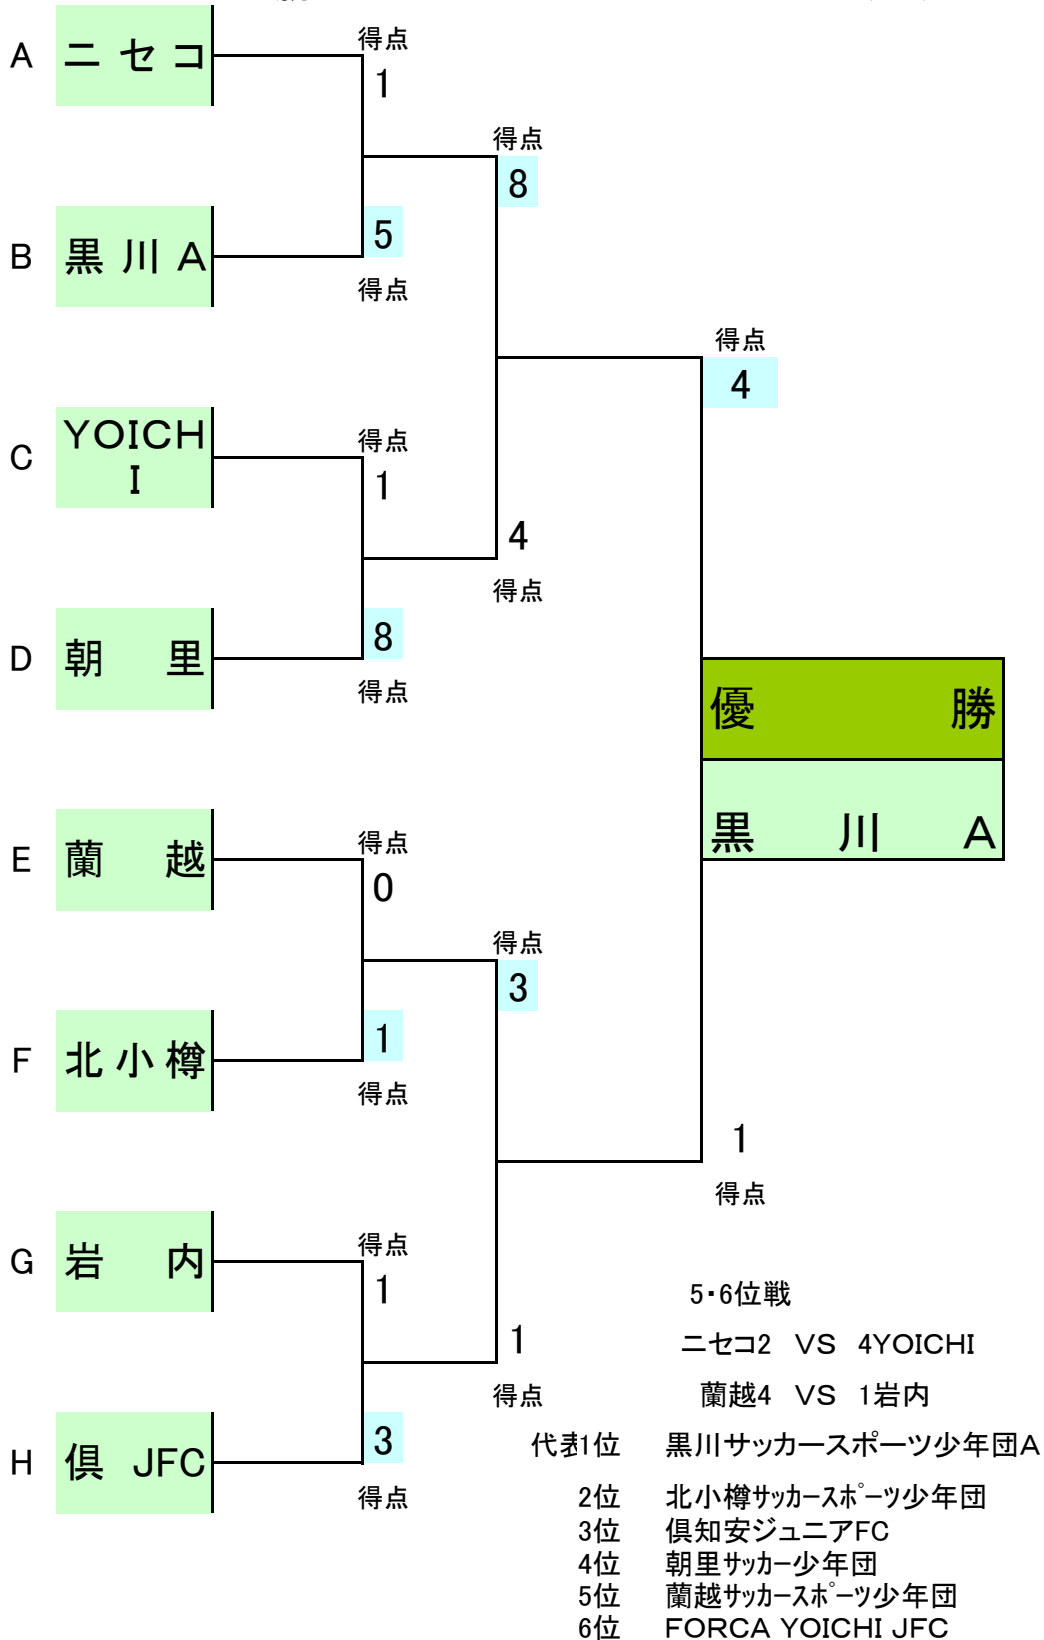 得点
A ニセコ
1
得点
8
5
B 黒川A
得点
得点
4
YOICH
得点
C
I
1
4
得点
8
D 朝里
得点
優勝
得点
黒川A
E 蘭越
0
得点
3
1
F 北小樽
得点
1
得点
得点
G 岩内
1
5・6位戦
1
ニセコ2 VS 4YOICHI
得点
蘭越4 VS 1岩内
3
代表1位 黒川サッカースポーツ少年団A
H 倶JFC
得点
2位 北小樽サッカースポーツ少年団
3位 倶知安ジュニアFC
4位 朝里サッカー少年団
5位 蘭越サッカースポーツ少年団
6位 FORCA YOICHI JFC